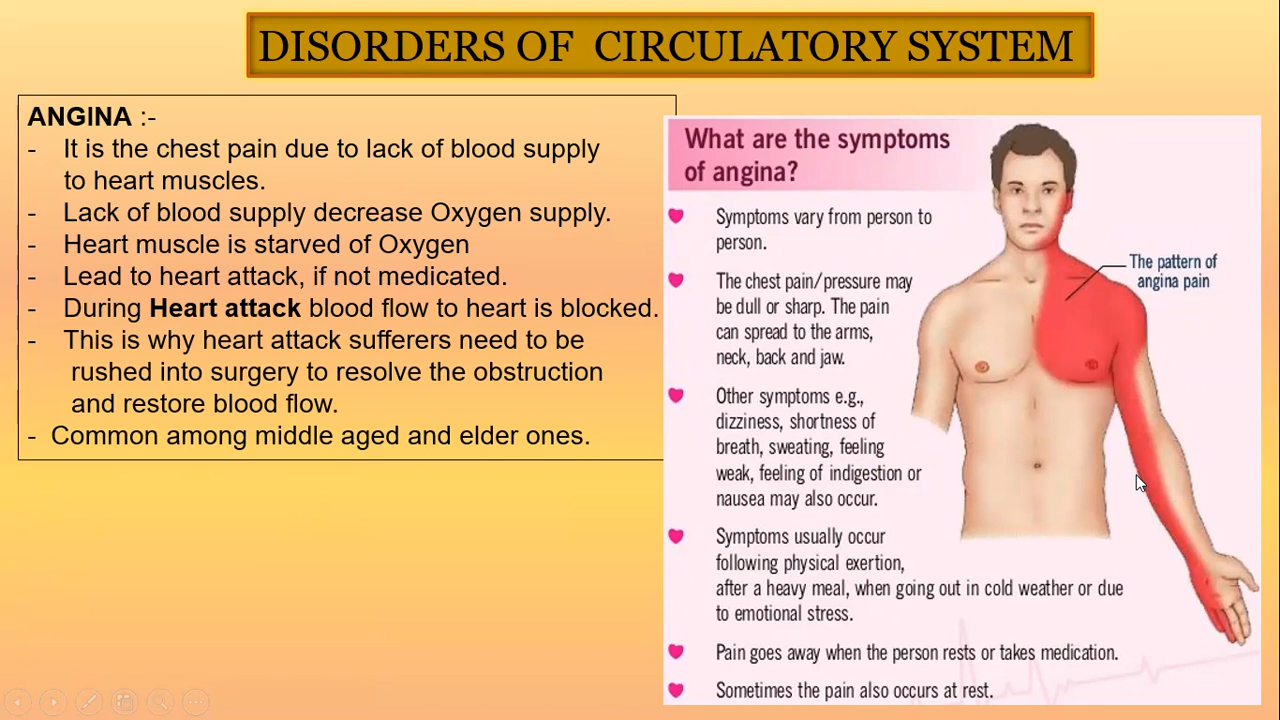 DISORDERS OF CIRCULATORY SYSTEM
ANGINA :-
- It is the chest pain due to lack of blood supply
to heart muscles.
- Lack of blood supply decrease Oxygen supply.
- Heart muscle is starved of Oxygen
- Lead to heart attack, if not medicated.
- During Heart attack blood flow to heart is blocked.
- This is why heart attack sufferers need to be
rushed into surgery to resolve the obstruction
and restore blood flow.
- Common among middle aged and elder ones.
What are the symptoms
of angina?
Symptoms vary from person to
person.
The chest pain/pressure may
be dull or sharp. The pain
can spread to the arms,
neck, back and jaw.
Other symptoms e.g.,
dizziness, shortness of
breath, sweating, feeling
weak, feeling of indigestion or
nausea may also occur.
Symptoms usually occur
following physical exertion,
after a heavy meal, when going out in cold weather or due
to emotional stress.
Pain goes away when the person rests or takes medication.
Sometimes the pain also occurs at rest.
The pattern of
angina pain